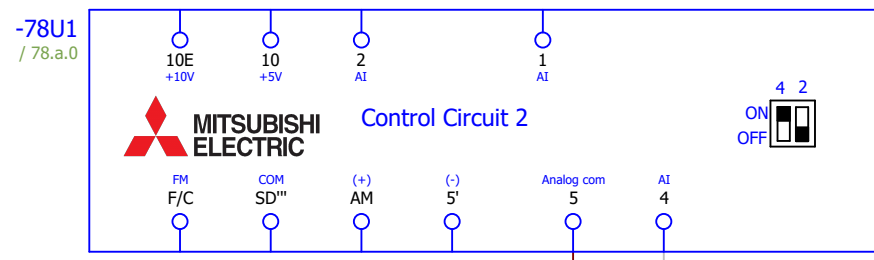 -78U1
/ 78.a.0
10E 10 2 1
+10V +5V AI AI
MITSUBISHI
ELECTRIC
Control Circuit 2
4 2
ON
OFF
FM COM (+) (-) Analog com AI
F/C SD''' AM 5' 5 4